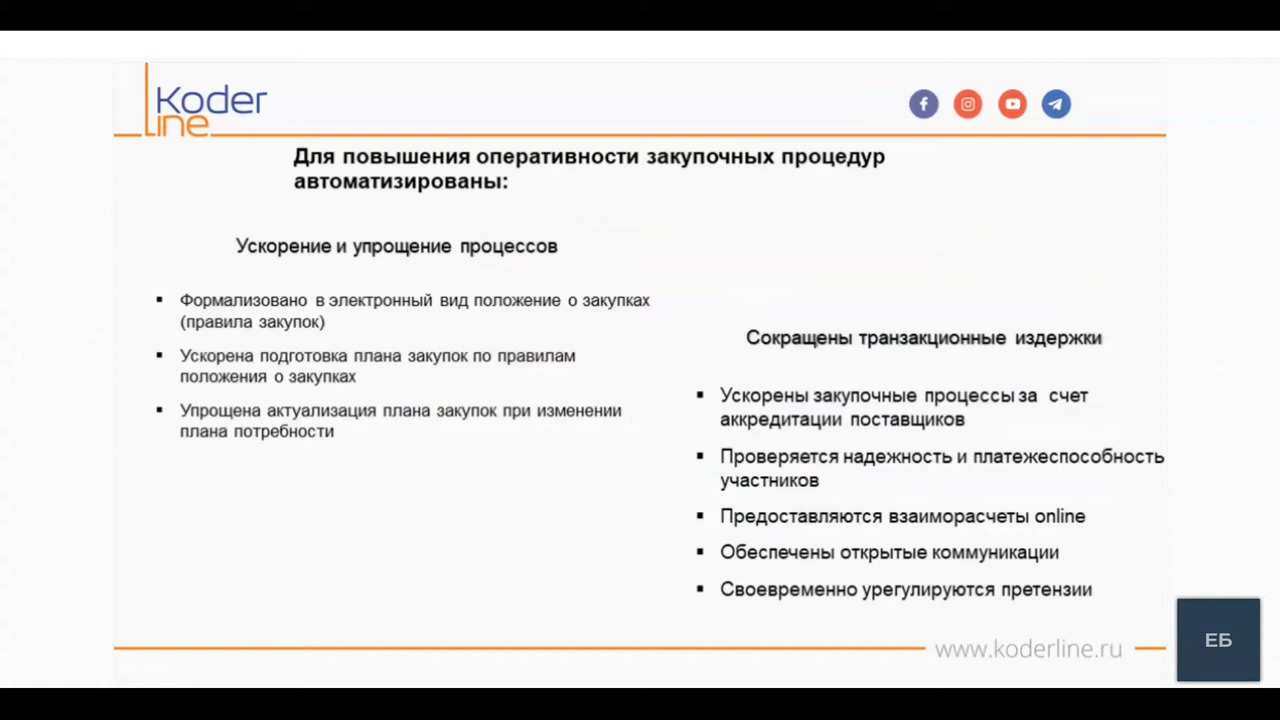 Koder
line
Для повышения оперативности закупочных процедур
автоматизированы:
Ускорение и упрощение процессов
▪ Формализовано в электронный вид положение о закупках
(правила закупок)
▪ Ускорена подготовка плана закупок по правилам
положения о закупках
▪ Упрощена актуализация плана закупок при изменении
плана потребности
Сокращены транзакционные издержки
▪ Ускорены закупочные процессы за счет
аккредитации поставщиков
▪ Проверяется надежность и платежеспособность
участников
▪ Предоставляются взаиморасчеты online
▪ Обеспечены открытые коммуникации
▪ Своевременно урегулируются претензии
www.koderline.ru
ЕБ